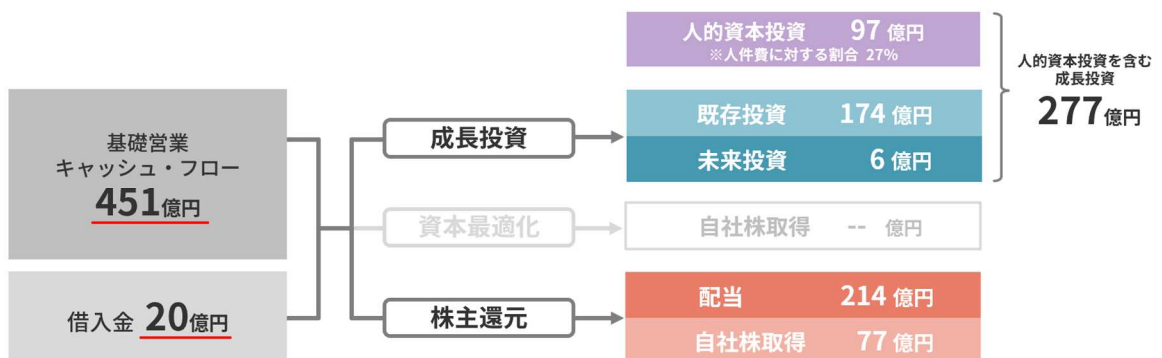 基礎営業
キャッシュ・フロー
451億円
借入金 20億円
成長投資
資本最適化
株主還元
人的資本投資 97 億円
※人件費に対する割合 27%
既存投資 174 億円
未来投資 6 億円
自社株取得 -- 億円
配当 214 億円
自社株取得 77 億円
人的資本投資を含む
成長投資
277億円